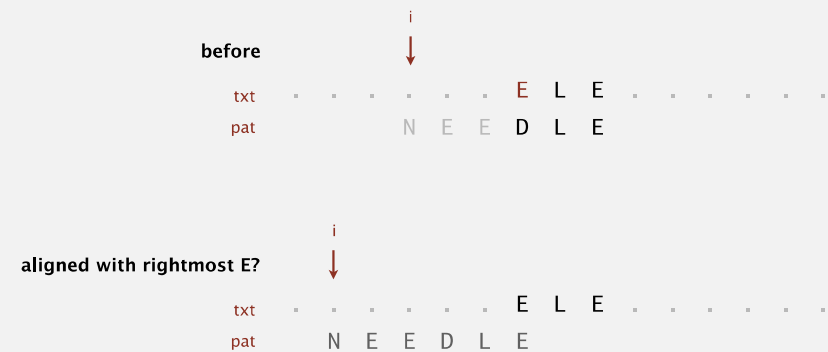 i
before
txt . . . . . . E L E . . . . . .
pat N E E D L E
i
aligned with rightmost E?
txt . . . . . . E L E . . . . . .
pat N E E D L E